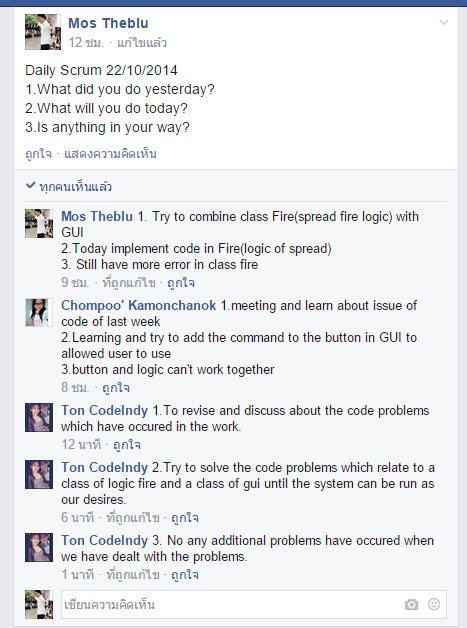 Mos Theblu
12 ชม. · แก้ไขแล้ว
Daily Scrum 22/10/2014
1.What did you do yesterday?
2.What will you do today?
3.Is anything in your way?
ถูกใจ · แสดงความคิดเห็น
ทุกคนเห็นแล้ว
Mos Theblu 1. Try to combine class Fire(spread fire logic) with
GUI
2.Today implement code in Fire(logic of spread)
3. Still have more error in class fire
9 ชม. · ที่ถูกแก้ไข · ถูกใจ
Chompoo' Kamonchanok 1.meeting and learn about issue of
code of last week
2.Learning and try to add the command to the button in GUI to
allowed user to use
3.button and logic can't work together
8 ชม. · ถูกใจ
Ton CodeIndy 1.To revise and discuss about the code problems
which have occured in the work.
12 นาที · ถูกใจ
Ton CodeIndy 2.Try to solve the code problems which relate to a
class of logic fire and a class of gui until the system can be run as
our desires.
6 นาที · ที่ถูกแก้ไข · ถูกใจ
Ton CodeIndy 3. No any additional problems have occured when
we have dealt with the problems.
1 นาที · ที่ถูกแก้ไข · ถูกใจ
เขียนความคิดเห็น